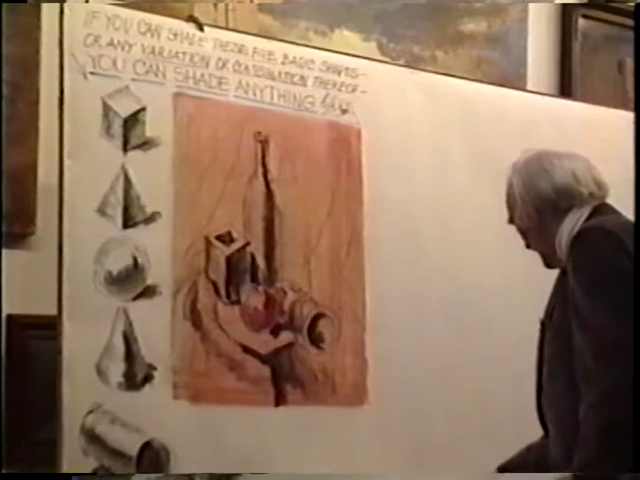 IF YOU CAN SHADE THESE FIVE BASIC SHAPES -
OR ANY VARIATION OR COMBINATION THEREOF -
YOU CAN SHADE ANYTHING